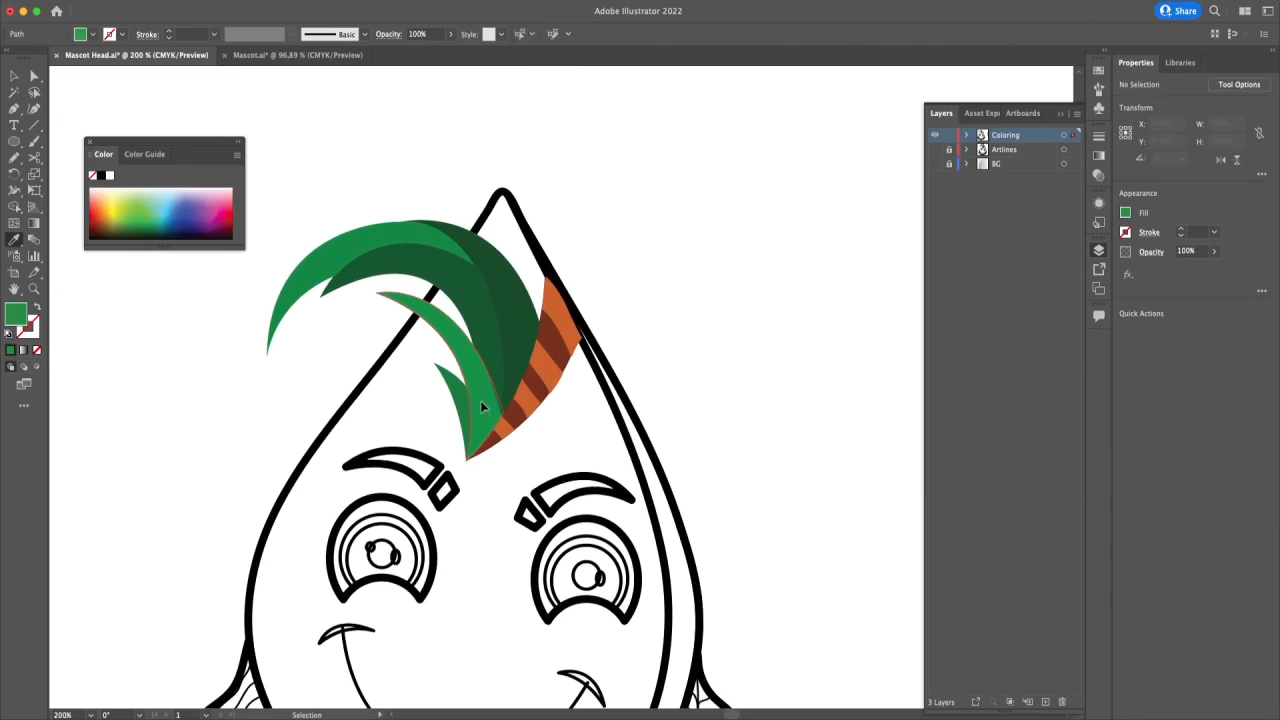 Adobe Illustrator 2022
Share
Path
Stroke:
Basic
Opacity: 100%
Style:
Mascot Head.ai* @ 200 % (CMYK/Preview)
Mascot.ai* @ 96,89 % (CMYK/Preview)
Color
Color Guide
Layers
Asset Exp
Artboards
Coloring
Artlines
BG
3 Layers
Properties
Libraries
No Selection
Tool Options
Transform
X:
W:
Y:
H:
Appearance
Fill
Stroke
Opacity
100%
fx.
Quick Actions
200%
0°
1
Selection